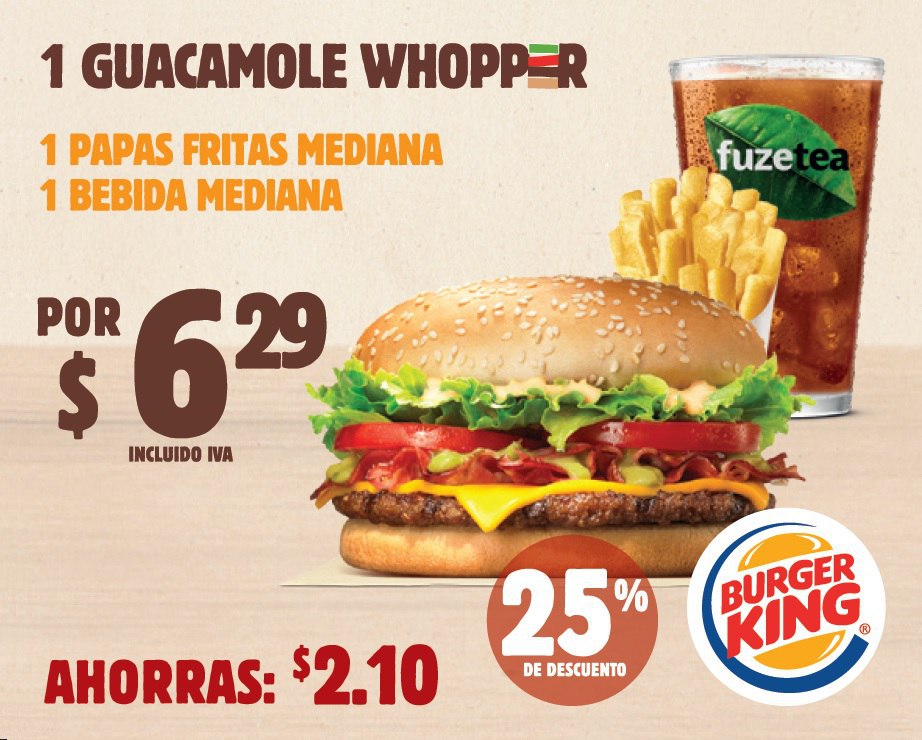 1 GUACAMOLE WHOPPER
1 PAPAS FRITAS MEDIANA
1 BEBIDA MEDIANA
fuzetea
POR
$ 6.29
INCLUIDO IVA
25%
DE DESCUENTO
BURGER
KING®
AHORRAS: $2.10